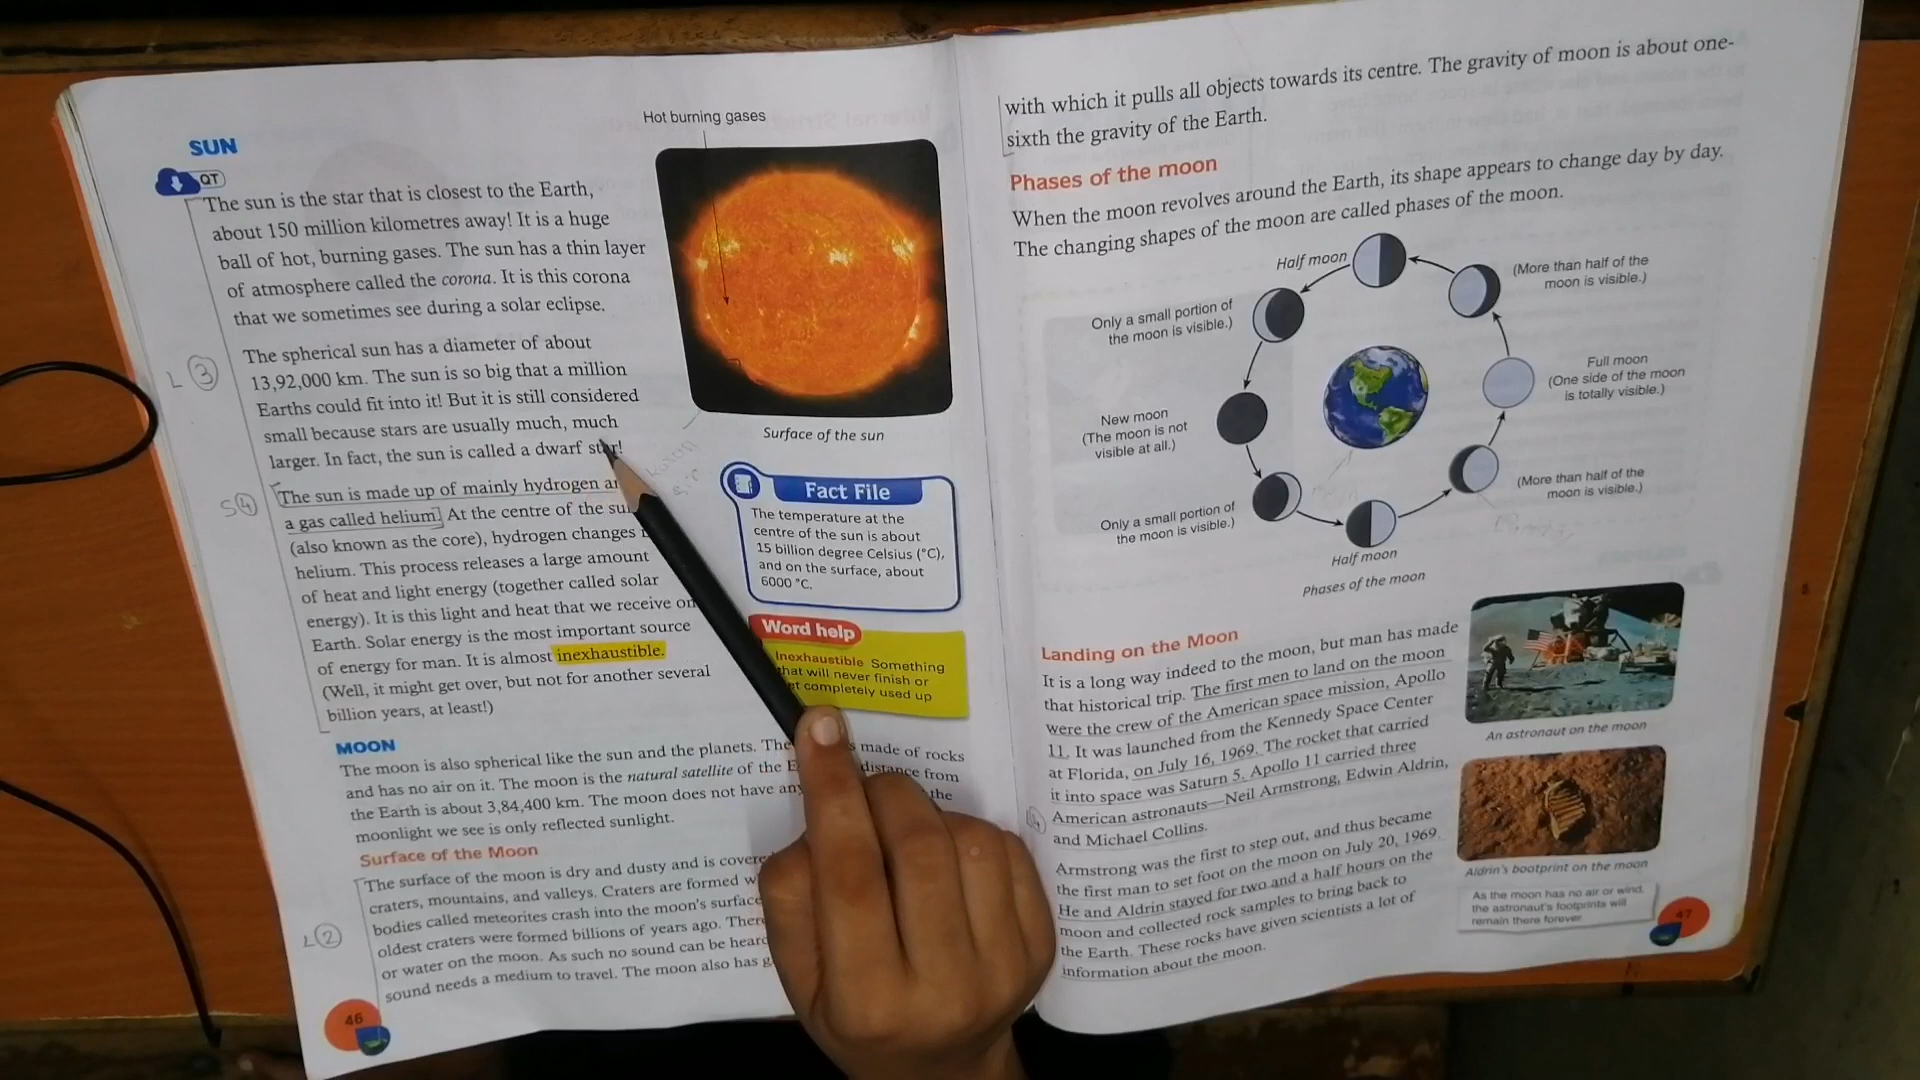 SUN
QT
The sun is the star that is closest to the Earth,
about 150 million kilometres away! It is a huge
ball of hot, burning gases. The sun has a thin layer
of atmosphere called the corona. It is this corona
that we sometimes see during a solar eclipse.
L 3
The spherical sun has a diameter of about
13,92,000 km. The sun is so big that a million
Earths could fit into it! But it is still considered
small because stars are usually much, much
larger. In fact, the sun is called a dwarf star!
S 4
The sun is made up of mainly hydrogen
a gas called helium. At the centre of the
(also known as the core), hydrogen changes
helium. This process releases a large amount
of heat and light energy (together called solar
energy). It is this light and heat that we receive on
Earth. Solar energy is the most important source
of energy for man. It is almost inexhaustible.
(Well, it might get over, but not for another several
billion years, at least!)
Hot burning gases
Surface of the sun
Fact File
The temperature at the
centre of the sun is about
15 billion degree Celsius (°C),
and on the surface, about
6000 °C.
Word help
Inexhaustible Something
that will never finish or
completely used up
MOON
The moon is also spherical like the sun and the planets. The made of rocks
and has no air on it. The moon is the natural satellite of the distance from
the Earth is about 3,84,400 km. The moon does not have the
moonlight we see is only reflected sunlight.
Surface of the Moon
The surface of the moon is dry and dusty and is
craters, mountains, and valleys. Craters are formed
bodies called meteorites crash into the moon's surface
oldest craters were formed billions of years ago.
or water on the moon. As such no sound can be
sound needs a medium to travel. The moon also has
L 2
46
with which it pulls all objects towards its centre. The gravity of moon is about one-
sixth the gravity of the Earth.
Phases of the moon
When the moon revolves around the Earth, its shape appears to change day by day.
The changing shapes of the moon are called phases of the moon.
Half moon
(More than half of the
moon is visible.)
Only a small portion of
the moon is visible.)
Full moon
(One side of the moon
is totally visible.)
New moon
(The moon is not
visible at all.)
(More than half of the
moon is visible.)
Only a small portion of
the moon is visible.)
Half moon
Phases of the moon
Landing on the Moon
It is a long way indeed to the moon, but man has made
that historical trip. The first men to land on the moon
were the crew of the American space mission, Apollo
11. It was launched from the Kennedy Space Center
at Florida, on July 16, 1969. The rocket that carried
it into space was Saturn 5. Apollo 11 carried three
American astronauts—Neil Armstrong, Edwin Aldrin,
and Michael Collins.
Armstrong was the first to step out, and thus became
the first man to set foot on the moon on July 20, 1969.
He and Aldrin stayed for two and a half hours on the
moon and collected rock samples to bring back to
the Earth. These rocks have given scientists a lot of
information about the moon.
An astronaut on the moon
Aldrin's bootprint on the moon
As the moon has no air or wind,
the astronaut's footprints will
remain there forever
47